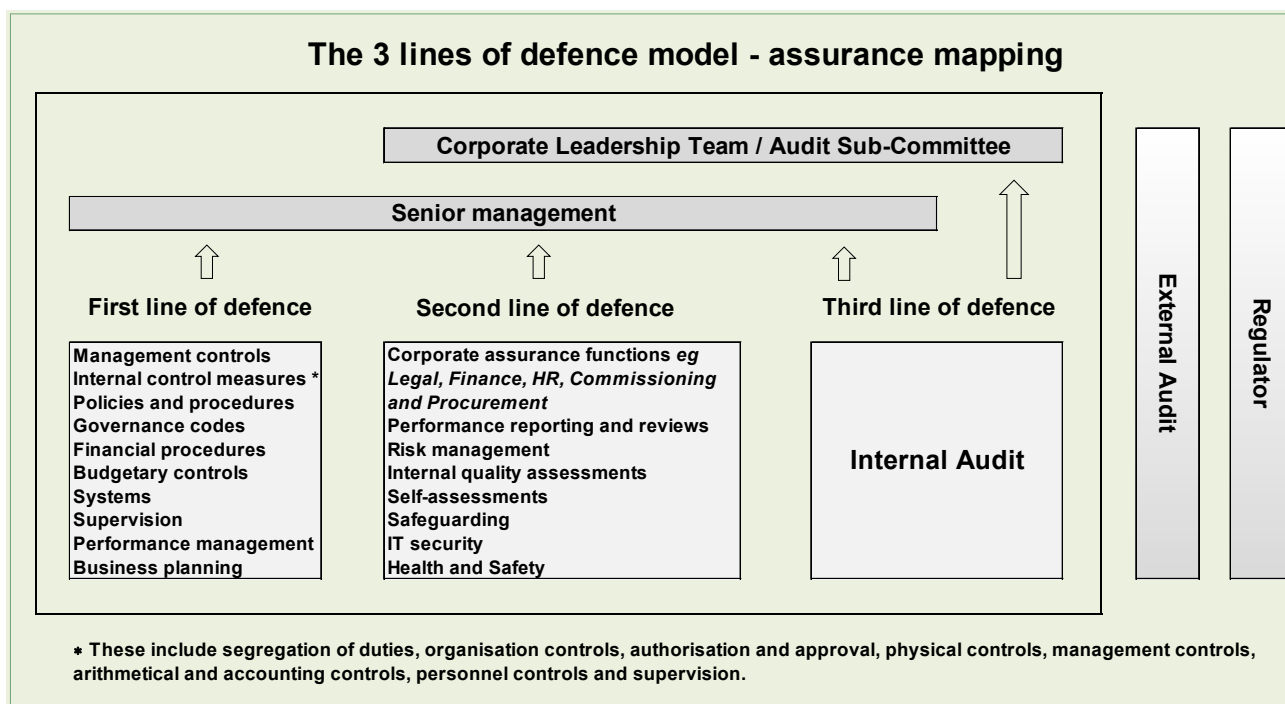 The 3 lines of defence model - assurance mapping
Corporate Leadership Team / Audit Sub-Committee
Senior management
First line of defence
Management controls
Internal control measures *
Policies and procedures
Governance codes
Financial procedures
Budgetary controls
Systems
Supervision
Performance management
Business planning
Second line of defence
Corporate assurance functions eg
Legal, Finance, HR, Commissioning
and Procurement
Performance reporting and reviews
Risk management
Internal quality assessments
Self-assessments
Safeguarding
IT security
Health and Safety
Third line of defence
Internal Audit
External Audit
Regulator
* These include segregation of duties, organisation controls, authorisation and approval, physical controls, management controls,
arithmetical and accounting controls, personnel controls and supervision.